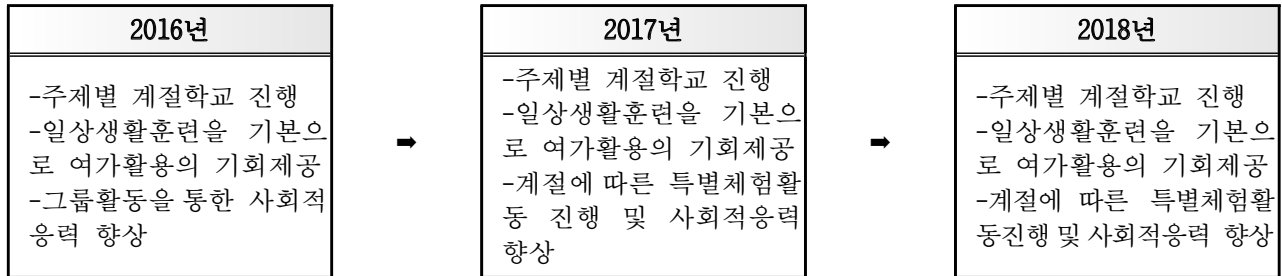 2016년
-주제별 계절학교 진행
-일상생활훈련을 기본으
로 여가활용의 기회제공
-그룹활동을 통한 사회적
응력 향상
➡
2017년
-주제별 계절학교 진행
-일상생활훈련을 기본으
로 여가활용의 기회제공
-계절에 따른 특별체험활
동 진행 및 사회적응력
향상
➡
2018년
-주제별 계절학교 진행
-일상생활훈련을 기본으
로 여가활용의 기회제공
-계절에 따른 특별체험활
동진행 및 사회적응력 향상